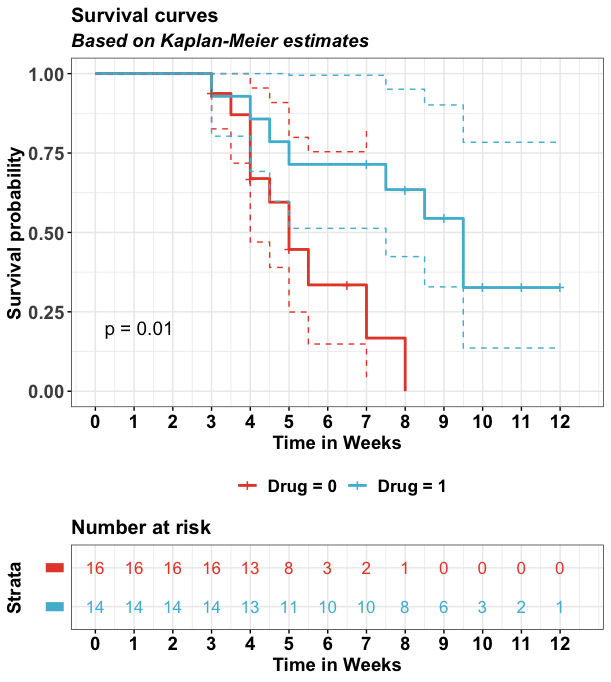 Survival curves
Based on Kaplan-Meier estimates
Survival probability
1.00
0.75
0.50
0.25
0.00
p = 0.01
0 1 2 3 4 5 6 7 8 9 10 11 12
Time in Weeks
Drug = 0 Drug = 1
Number at risk
Strata
16 16 16 16 13 8 3 2 1 0 0 0 0
14 14 14 14 13 11 10 10 8 6 3 2 1
0 1 2 3 4 5 6 7 8 9 10 11 12
Time in Weeks